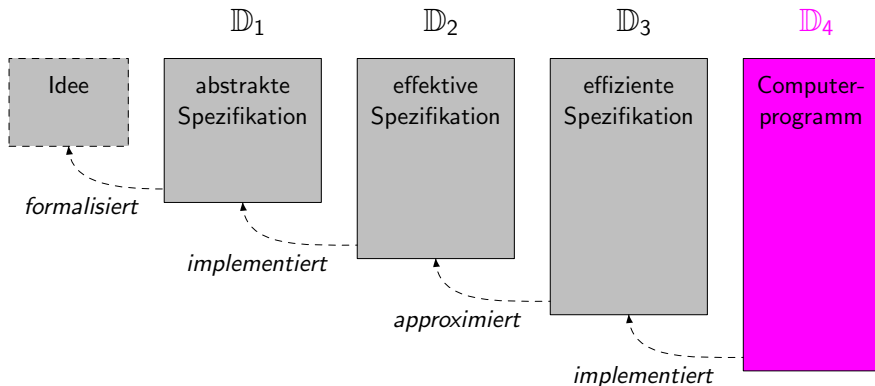 𝔻1
𝔻2
𝔻3
𝔻4
Idee
abstrakte
Spezifikation
effektive
Spezifikation
effiziente
Spezifikation
Computer-
programm
formalisiert
implementiert
approximiert
implementiert